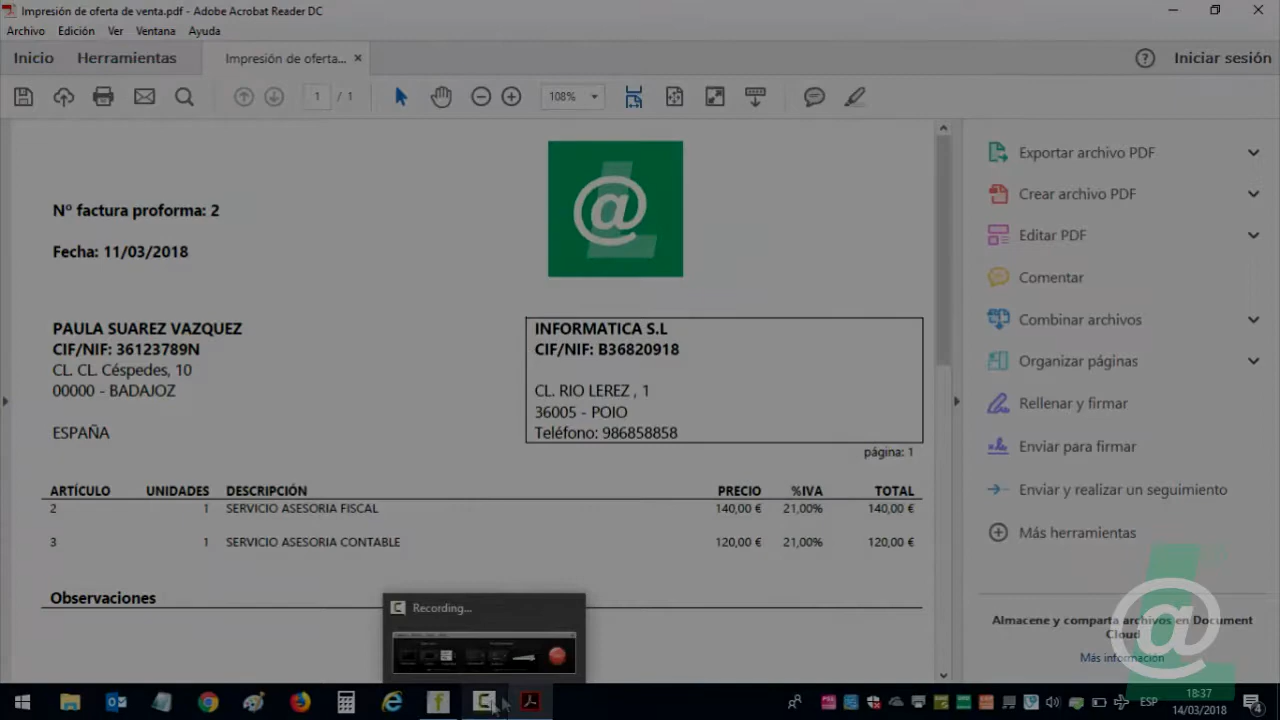 Impresión de oferta de venta.pdf - Adobe Acrobat Reader DC
Archivo Edición Ver Ventana Ayuda
Inicio Herramientas Impresión de oferta... × Iniciar sesión
1 / 1 108%
Exportar archivo PDF
Crear archivo PDF
Editar PDF
Comentar
Combinar archivos
Organizar páginas
Rellenar y firmar
Enviar para firmar
Enviar y realizar un seguimiento
Más herramientas
Almacene y comparta archivos en Document
Cloud
Más información
@
Nº factura proforma: 2
Fecha: 11/03/2018
PAULA SUAREZ VAZQUEZ
CIF/NIF: 36123789N
CL. CL. Céspedes, 10
00000 - BADAJOZ
ESPAÑA
INFORMATICA S.L
CIF/NIF: B36820918
CL. RIO LEREZ , 1
36005 - POIO
Teléfono: 986858858
página: 1
ARTÍCULO UNIDADES DESCRIPCIÓN PRECIO %IVA TOTAL
2 1 SERVICIO ASESORIA FISCAL 140,00 € 21,00% 140,00 €
3 1 SERVICIO ASESORIA CONTABLE 120,00 € 21,00% 120,00 €
Observaciones
Recording...
@
ESP
18:37
14/03/2018
4